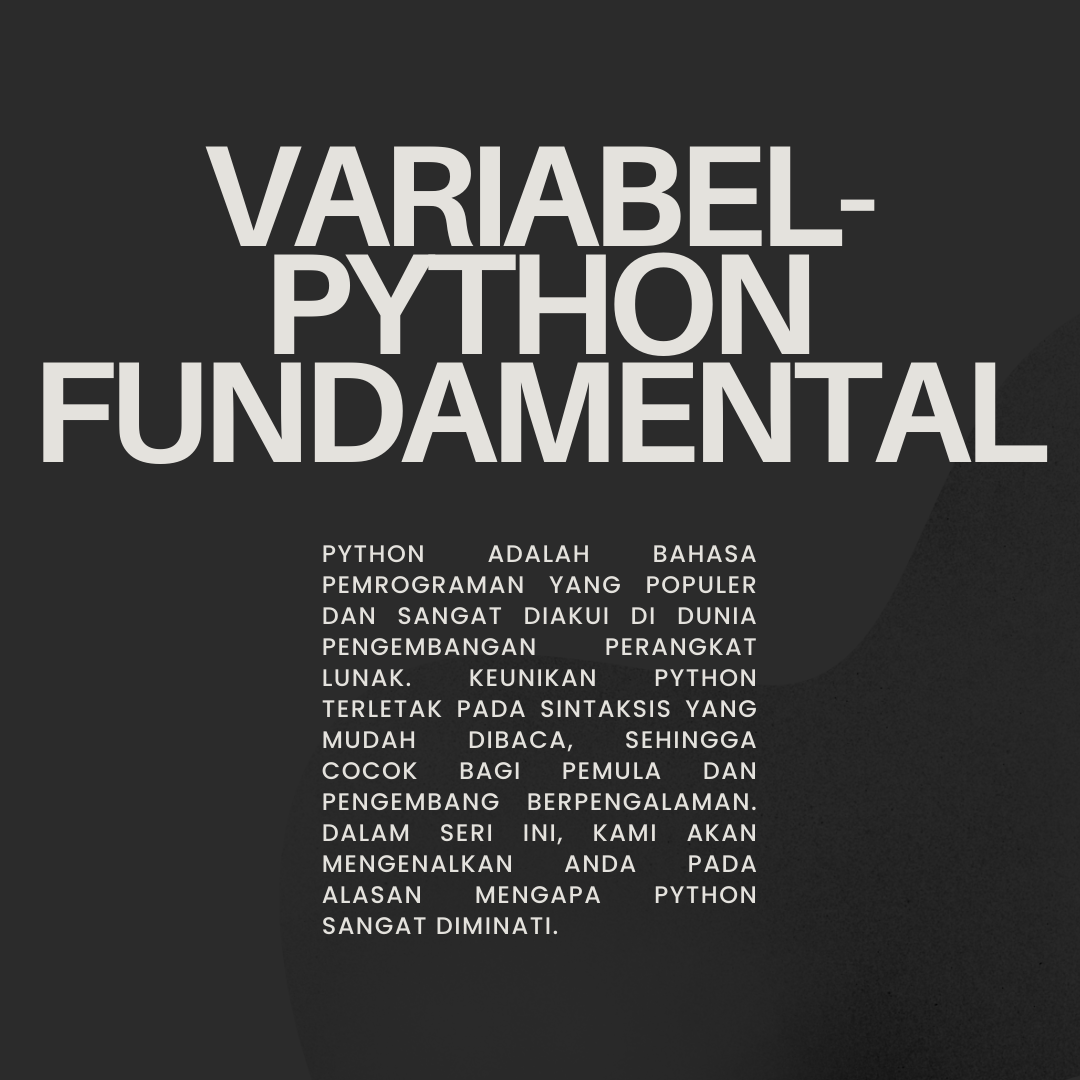 VARIABEL-
PYTHON
FUNDAMENTAL
PYTHON ADALAH BAHASA
PEMROGRAMAN YANG POPULER
DAN SANGAT DIAKUI DI DUNIA
PENGEMBANGAN PERANGKAT
LUNAK. KEUNIKAN PYTHON
TERLETAK PADA SINTAKSIS YANG
MUDAH DIBACA, SEHINGGA
COCOK BAGI PEMULA DAN
PENGEMBANG BERPENGALAMAN.
DALAM SERI INI, KAMI AKAN
MENGENALKAN ANDA PADA
ALASAN MENGAPA PYTHON
SANGAT DIMINATI.